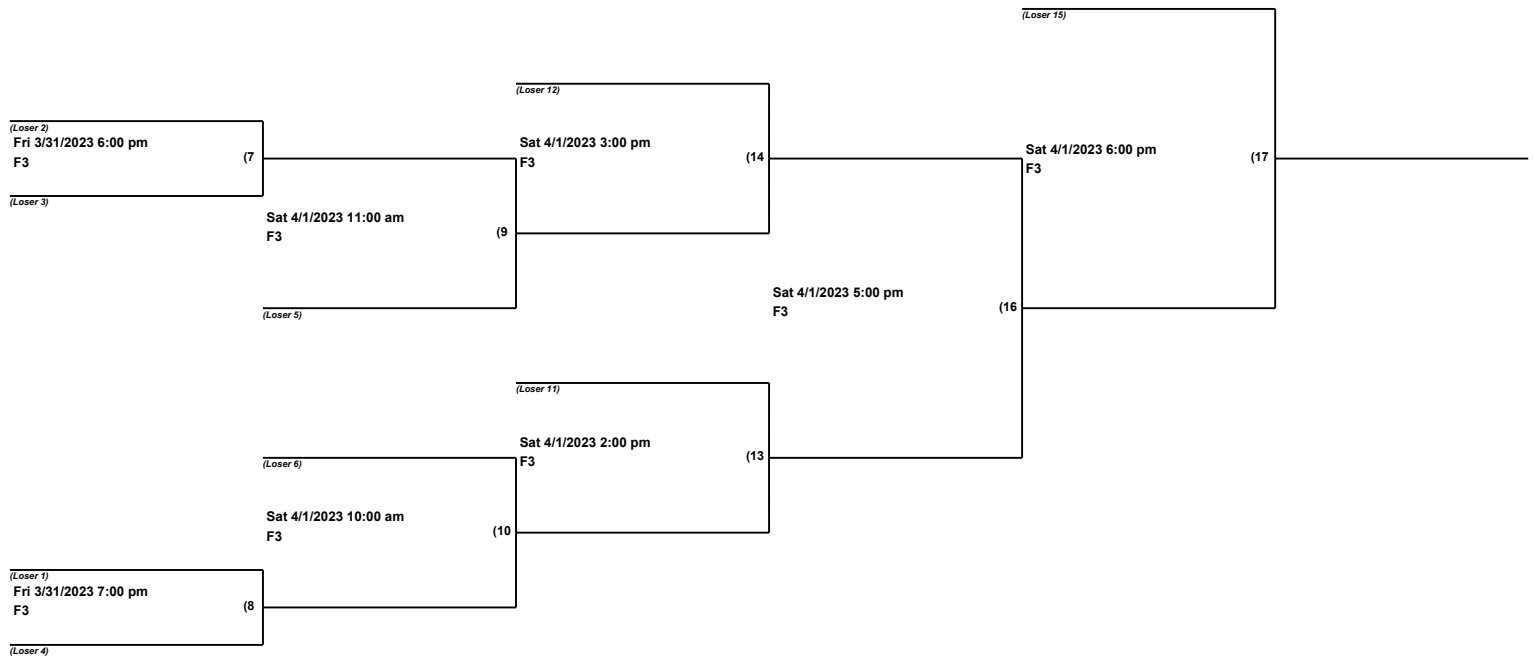 (Loser 15)
(Loser 12)
(Loser 2)
Fri 3/31/2023 6:00 pm
F3
(7
(Loser 3)
Sat 4/1/2023 3:00 pm
F3
(14
Sat 4/1/2023 6:00 pm
F3
(17
Sat 4/1/2023 11:00 am
F3
(9
(Loser 5)
Sat 4/1/2023 5:00 pm
F3
(16
(Loser 11)
Sat 4/1/2023 2:00 pm
F3
(13
(Loser 6)
Sat 4/1/2023 10:00 am
F3
(10
(Loser 1)
Fri 3/31/2023 7:00 pm
F3
(8
(Loser 4)